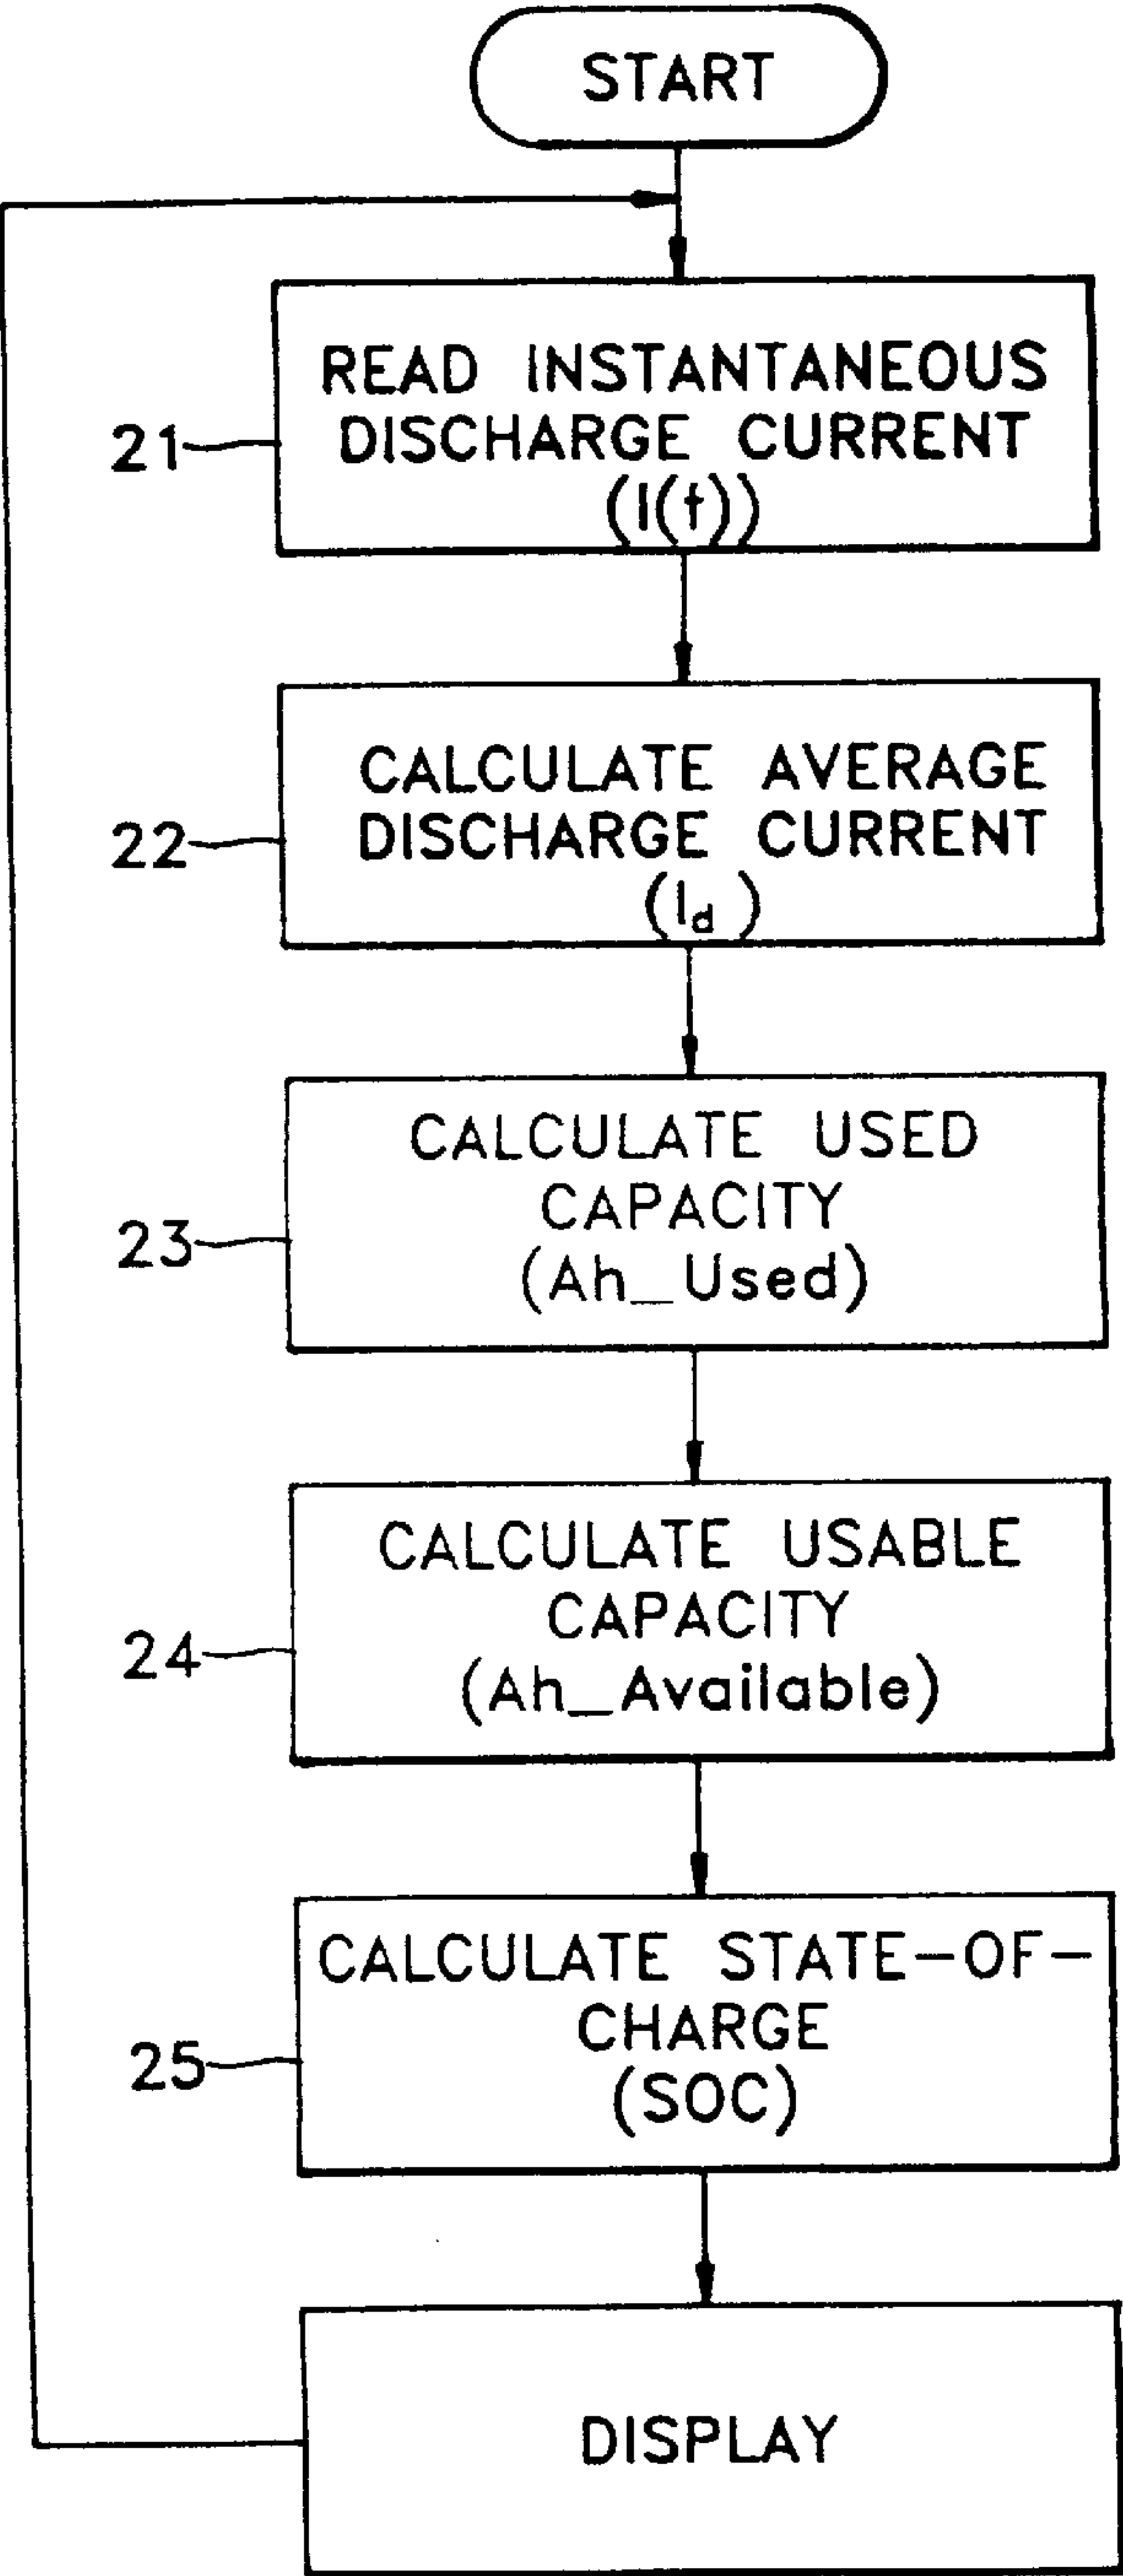 START
READ INSTANTANEOUS
DISCHARGE CURRENT
(I(t))
21
CALCULATE AVERAGE
DISCHARGE CURRENT
(Id)
22
CALCULATE USED
CAPACITY
(Ah_Used)
23
CALCULATE USABLE
CAPACITY
(Ah_Available)
24
CALCULATE STATE-OF-
CHARGE
(SOC)
25
DISPLAY